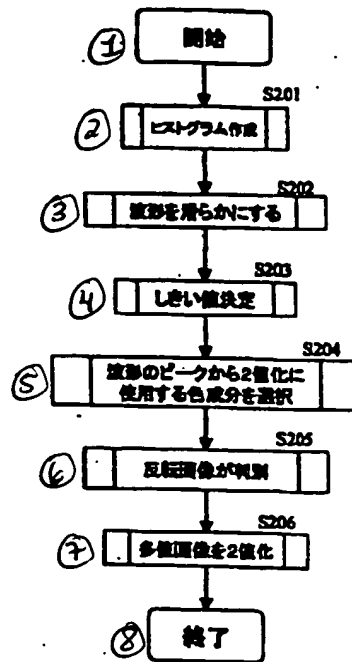 ① 開始
S201
② ヒストグラム作成
S202
③ 波形を滑らかにする
S203
④ しきい値決定
S204
⑤ 波形のピークから2値化に
使用する色成分を選択
S205
⑥ 反転画像か判別
S206
⑦ 多値画像を2値化
⑧ 終了